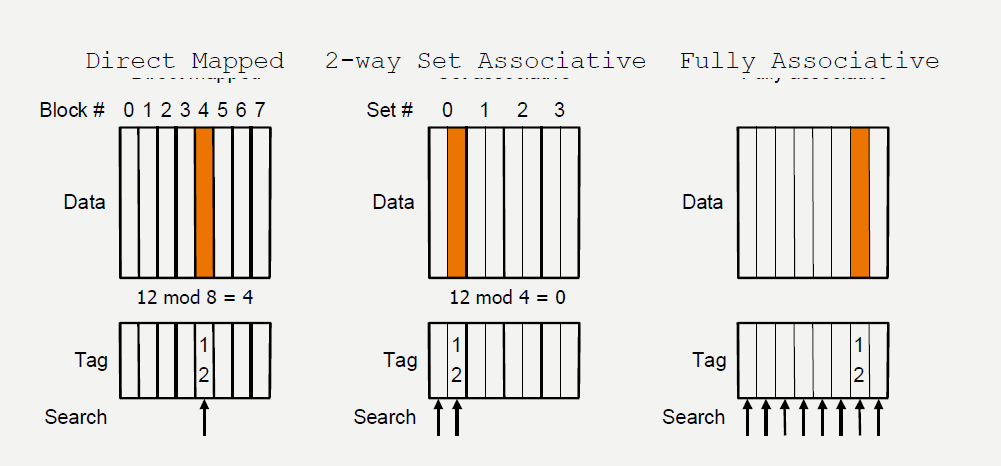 Direct Mapped
2-way Set Associative
Fully Associative
Block # 0 1 2 3 4 5 6 7
Set # 0 1 2 3
Data
Data
Data
12 mod 8 = 4
12 mod 4 = 0
Tag
1
2
Tag
1
2
Tag
1
2
Search
Search
Search